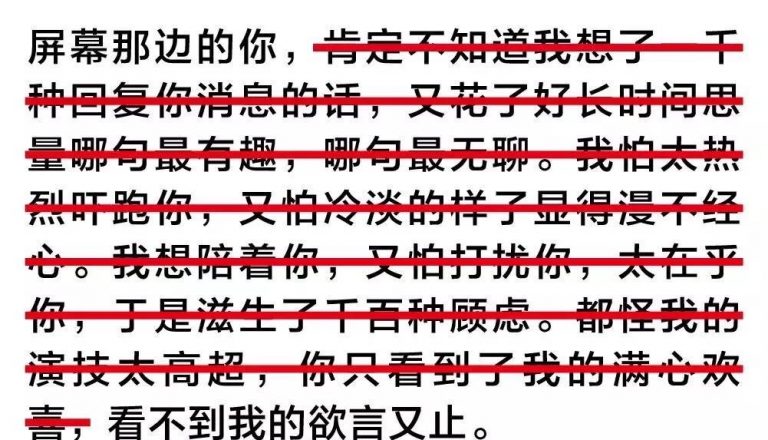 屏幕那边的你，肯定不知道我想了一千
种回复你消息的话，又花了好长时间思
量哪句最有趣，哪句最无聊。我怕太热
烈吓跑你，又怕冷淡的样子显得漫不经
心。我想陪着你，又怕打扰你，太在乎
你，于是滋生了千百种顾虑。都怪我的
演技太高超，你只看到了我的满心欢
喜，看不到我的欲言又止。